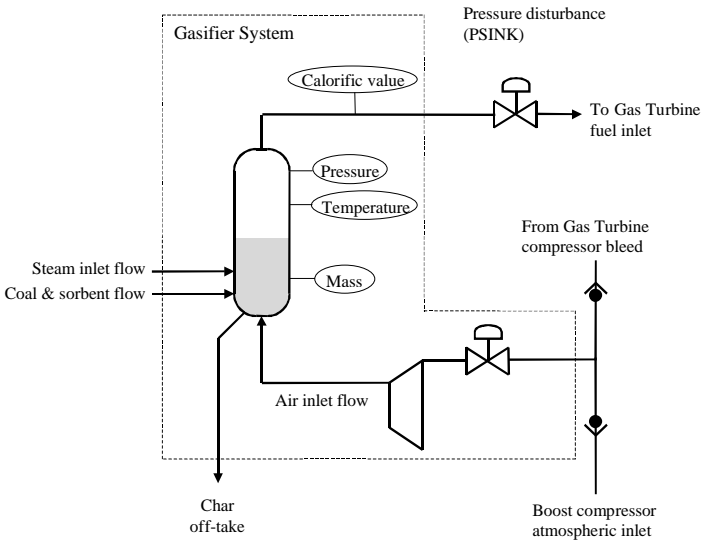 Pressure disturbance
(PSINK)
Gasifier System
Calorific value
To Gas Turbine
fuel inlet
Pressure
Temperature
From Gas Turbine
compressor bleed
Steam inlet flow
Mass
Coal & sorbent flow
Air inlet flow
Char
off-take
Boost compressor
atmospheric inlet